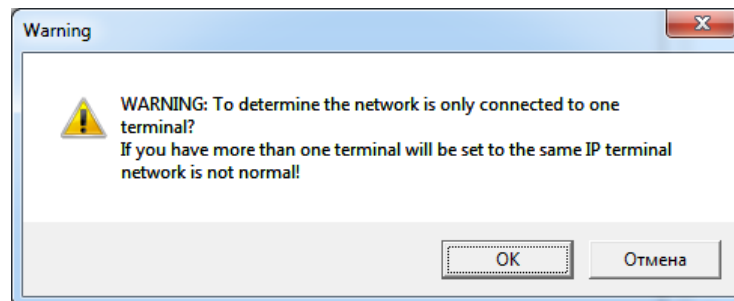 Warning
WARNING: To determine the network is only connected to one
terminal?
If you have more than one terminal will be set to the same IP terminal
network is not normal!
OK
Отмена